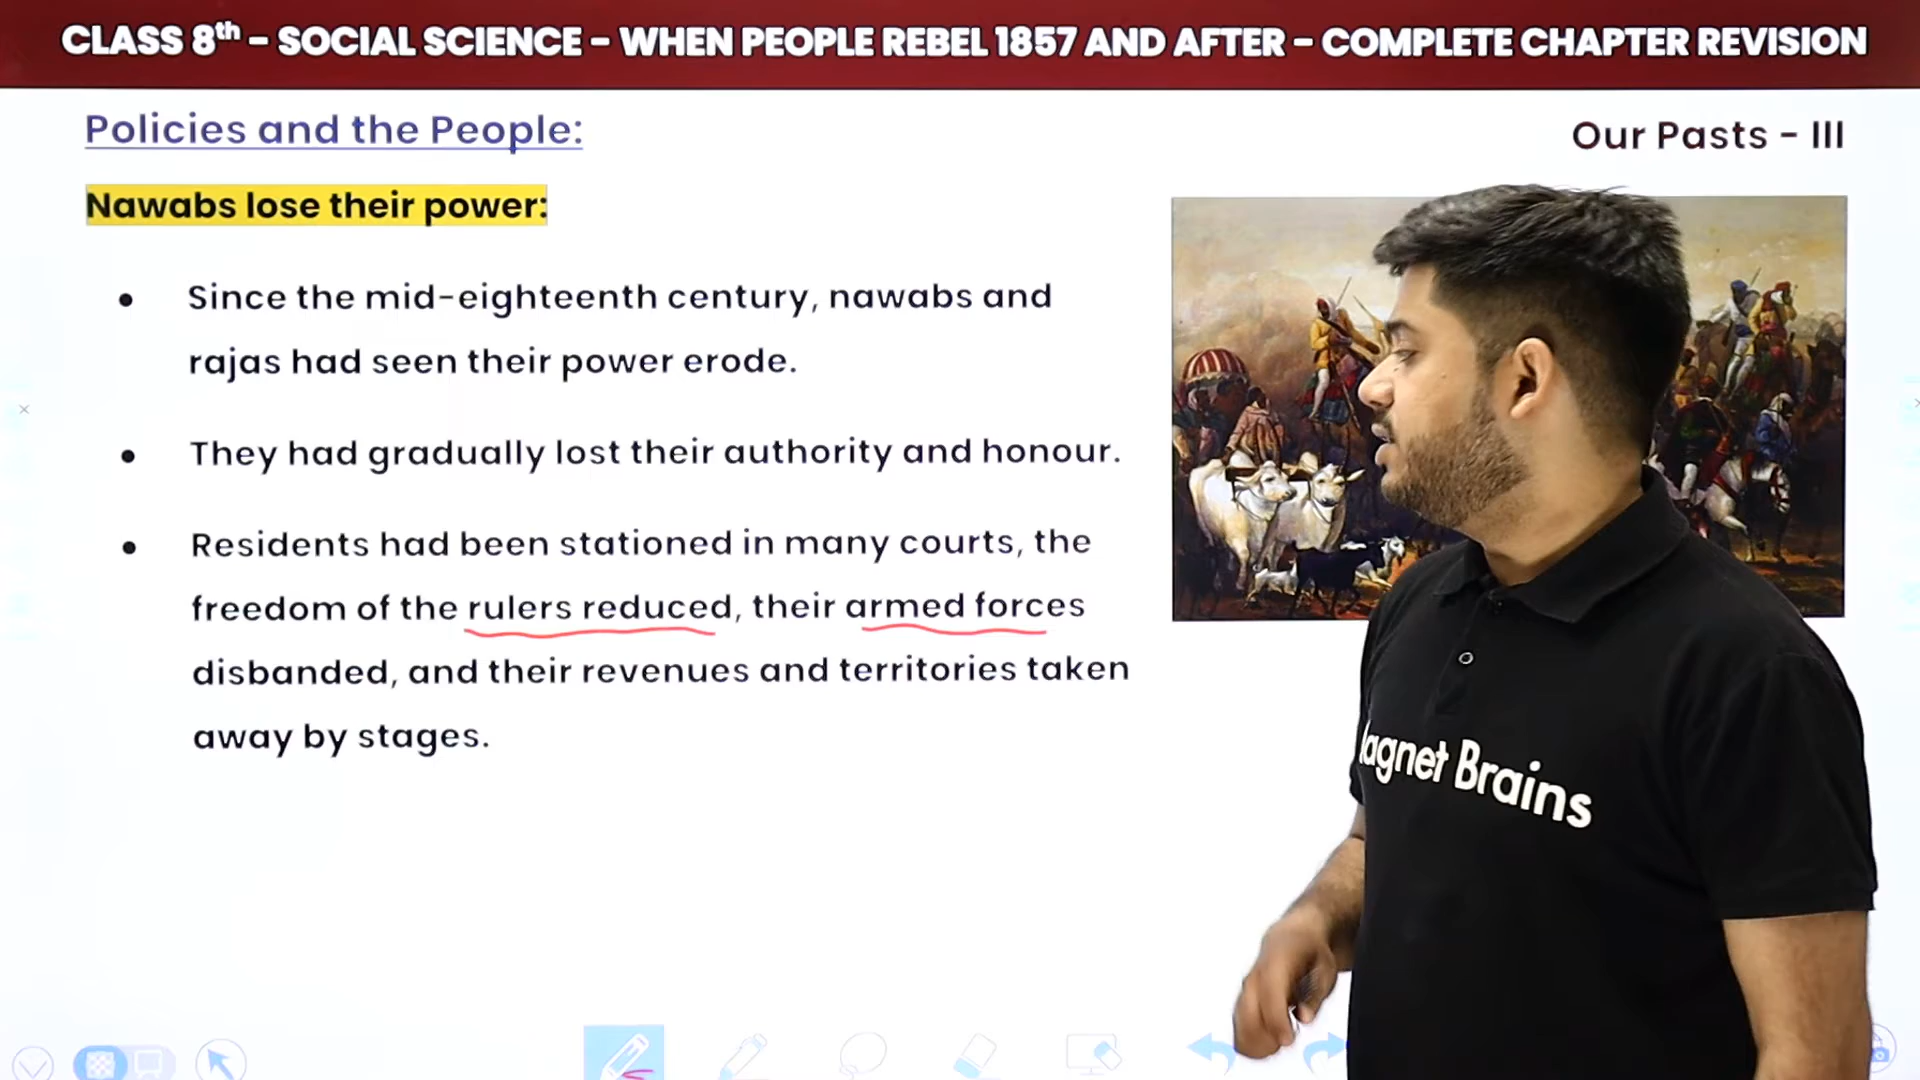 CLASS 8th – SOCIAL SCIENCE – WHEN PEOPLE REBEL 1857 AND AFTER – COMPLETE CHAPTER REVISION
Policies and the People:
Our Pasts – III
Nawabs lose their power:
• Since the mid-eighteenth century, nawabs and
rajas had seen their power erode.
• They had gradually lost their authority and honour.
• Residents had been stationed in many courts, the
freedom of the rulers reduced, their armed forces
disbanded, and their revenues and territories taken
away by stages.
agnet Brains